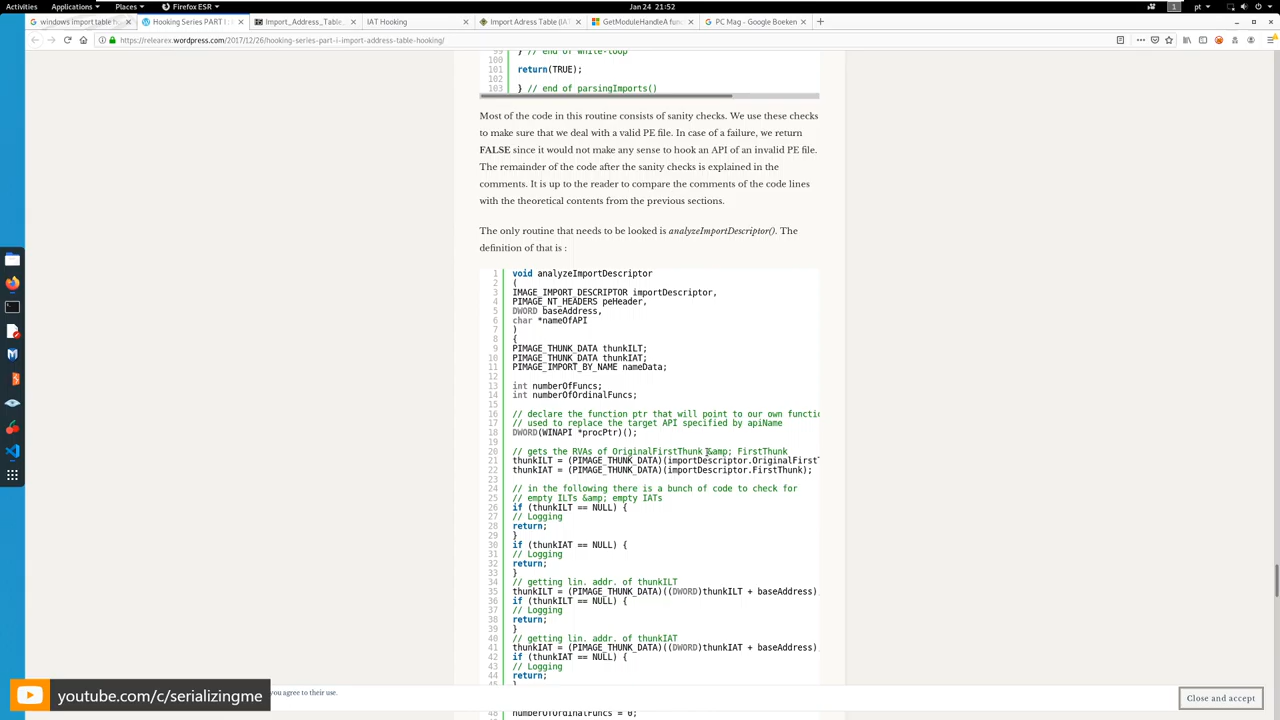 Activities Applications ▾ Places ▾ Firefox ESR ▾ Jan 24 21:52 1 pt ▾
windows import table h Hooking Series PART I: Import_Address_Table_ IAT Hooking Import Adress Table (IAT GetModuleHandleA func PC Mag - Google Boeken
https://relearex.wordpress.com/2017/12/26/hooking-series-part-i-import-address-table-hooking/
99 } // end of while-loop
100
101 return(TRUE);
102
103 } // end of parsingImports()
Most of the code in this routine consists of sanity checks. We use these checks
to make sure that we deal with a valid PE file. In case of a failure, we return
FALSE since it would not make any sense to hook an API of an invalid PE file.
The remainder of the code after the sanity checks is explained in the
comments. It is up to the reader to compare the comments of the code lines
with the theoretical contents from the previous sections.
The only routine that needs to be looked is analyzeImportDescriptor(). The
definition of that is :
1 void analyzeImportDescriptor
2 (
3 IMAGE_IMPORT_DESCRIPTOR importDescriptor,
4 PIMAGE_NT_HEADERS peHeader,
5 DWORD baseAddress,
6 char *nameOfAPI
7 )
8 {
9 PIMAGE_THUNK_DATA thunkILT;
10 PIMAGE_THUNK_DATA thunkIAT;
11 PIMAGE_IMPORT_BY_NAME nameData;
12
13 int numberOfFuncs;
14 int numberOfOrdinalFuncs;
15
16 // declare the function ptr that will point to our own functio
17 // used to replace the target API specified by apiName
18 DWORD(WINAPI *procPtr)();
19
20 // gets the RVAs of OriginalFirstThunk &amp; FirstThunk
21 thunkILT = (PIMAGE_THUNK_DATA)(importDescriptor.OriginalFirstT
22 thunkIAT = (PIMAGE_THUNK_DATA)(importDescriptor.FirstThunk);
23
24 // in the following there is a bunch of code to check for
25 // empty ILTs &amp; empty IATs
26 if (thunkILT == NULL) {
27 // Logging
28 return;
29 }
30 if (thunkIAT == NULL) {
31 // Logging
32 return;
33 }
34 // getting lin. addr. of thunkILT
35 thunkILT = (PIMAGE_THUNK_DATA)((DWORD)thunkILT + baseAddress)
36 if (thunkILT == NULL) {
37 // Logging
38 return;
39 }
40 // getting lin. addr. of thunkIAT
41 thunkIAT = (PIMAGE_THUNK_DATA)((DWORD)thunkIAT + baseAddress)
42 if (thunkIAT == NULL) {
43 // Logging
44 return;
45 }
you agree to their use.
youtube.com/c/serializingme
Close and accept
48 numberOfOrdinalFuncs = 0;